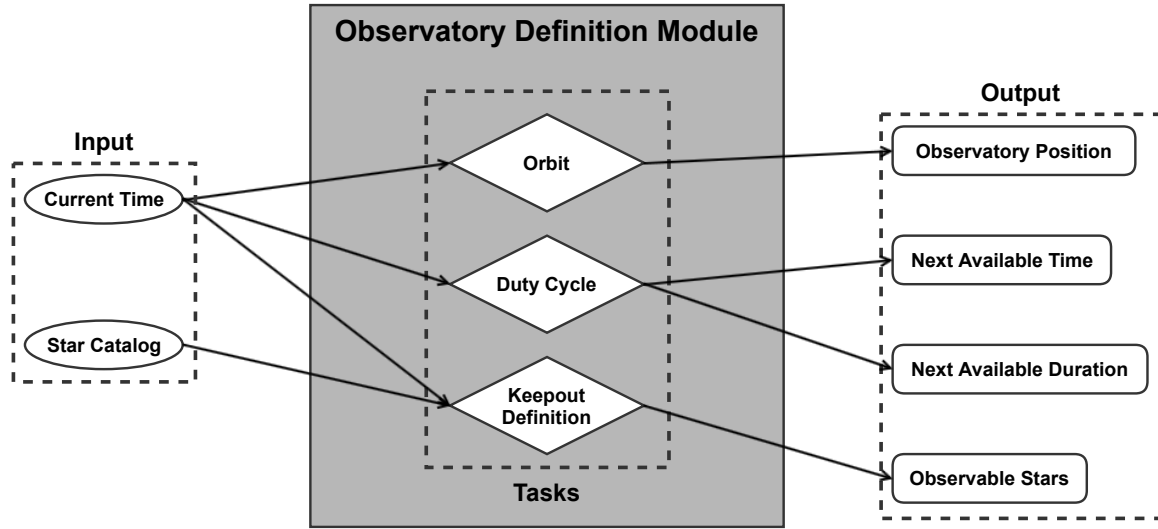 Observatory Definition Module
Input
Current Time
Star Catalog
Orbit
Duty Cycle
Keepout
Definition
Tasks
Output
Observatory Position
Next Available Time
Next Available Duration
Observable Stars